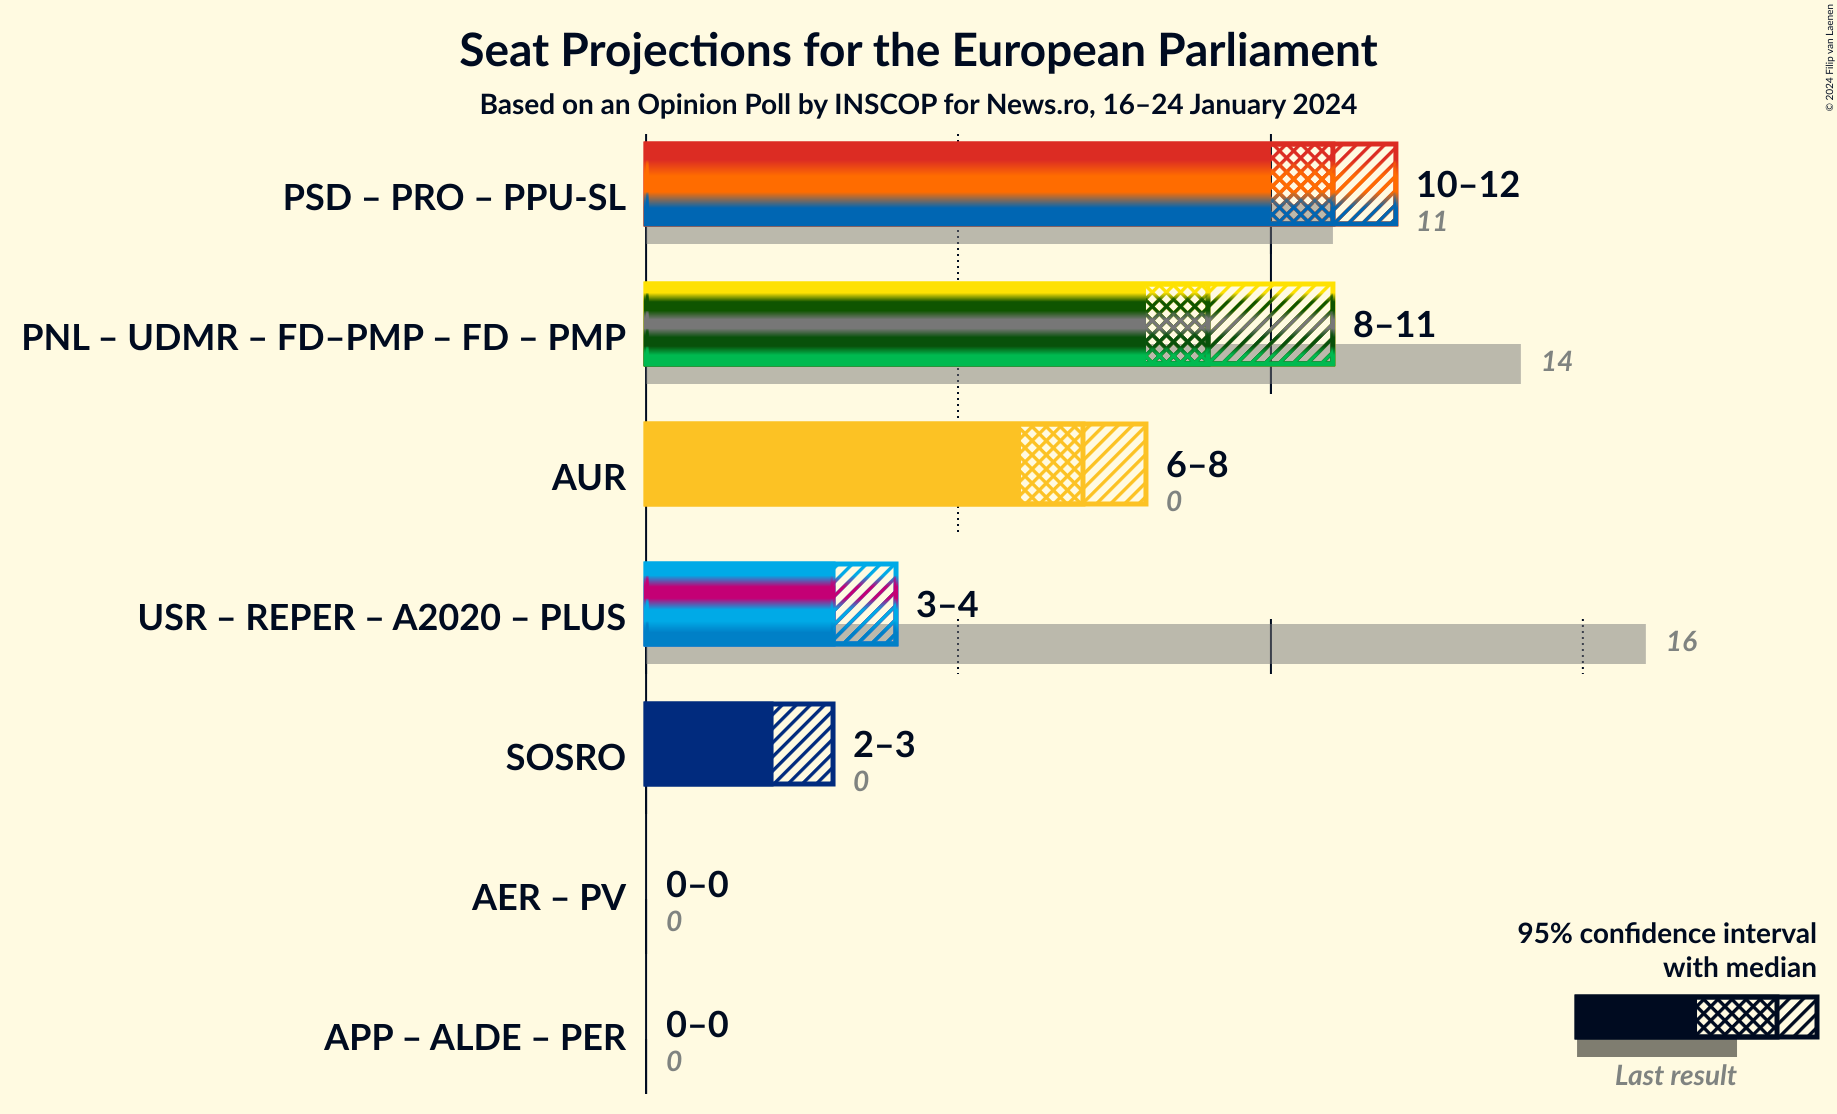 Seat Projections for the European Parliament
Based on an Opinion Poll by INSCOP for News.ro, 16–24 January 2024
© 2024 Filip van Laenen
PSD – PRO – PPU-SL
10–12
11
PNL – UDMR – FD–PMP – FD – PMP
8–11
14
AUR
6–8
0
USR – REPER – A2020 – PLUS
3–4
16
SOSRO
2–3
0
AER – PV
0–0
0
APP – ALDE – PER
0–0
0
95% confidence interval
with median
Last result